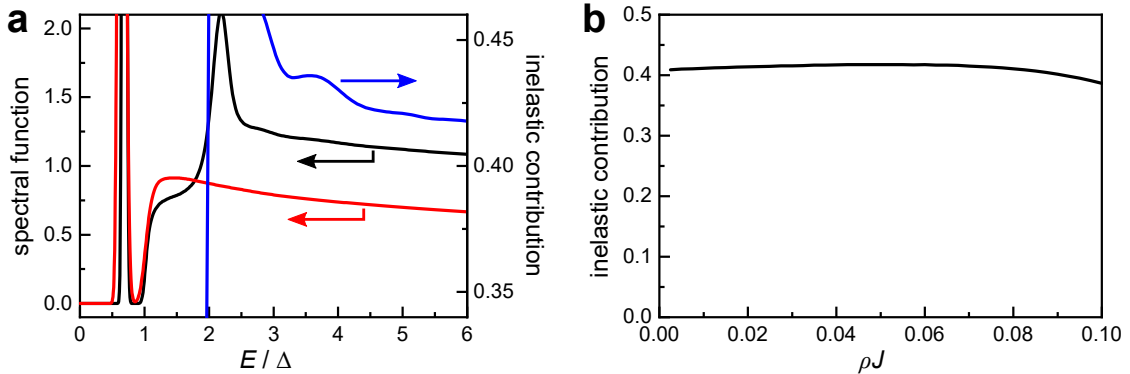 a
2.0
1.5
1.0
0.5
0.0
spectral function
0 1 2 3 4 5 6
E / Δ
0.45
0.40
0.35
inelastic contribution
b
0.5
0.4
0.3
0.2
0.1
0.0
inelastic contribution
0.00 0.02 0.04 0.06 0.08 0.10
ρJ